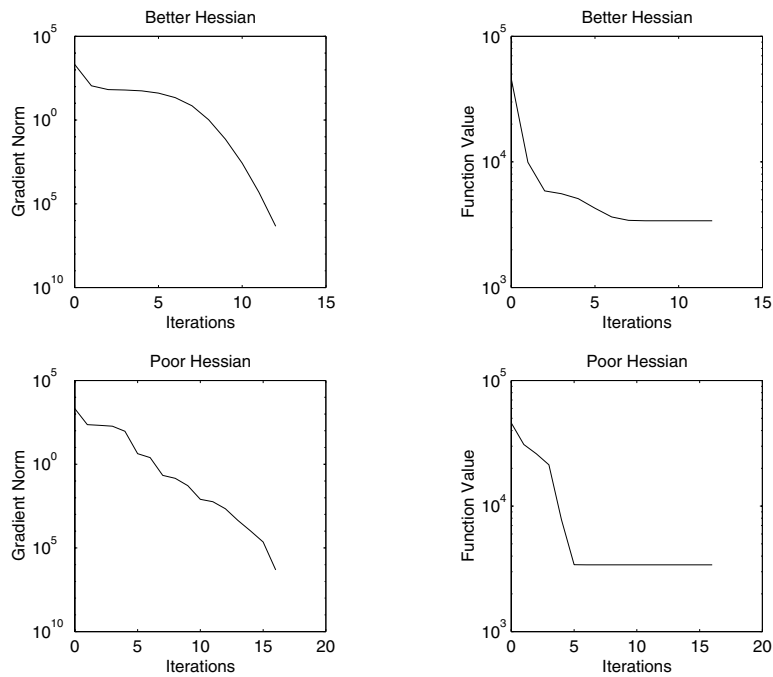 Better Hessian
10^5
10^0
10^5
10^10
Gradient Norm
0 5 10 15
Iterations
Better Hessian
10^5
10^4
10^3
Function Value
0 5 10 15
Iterations
Poor Hessian
10^5
10^0
10^5
10^10
Gradient Norm
0 5 10 15 20
Iterations
Poor Hessian
10^5
10^4
10^3
Function Value
0 5 10 15 20
Iterations